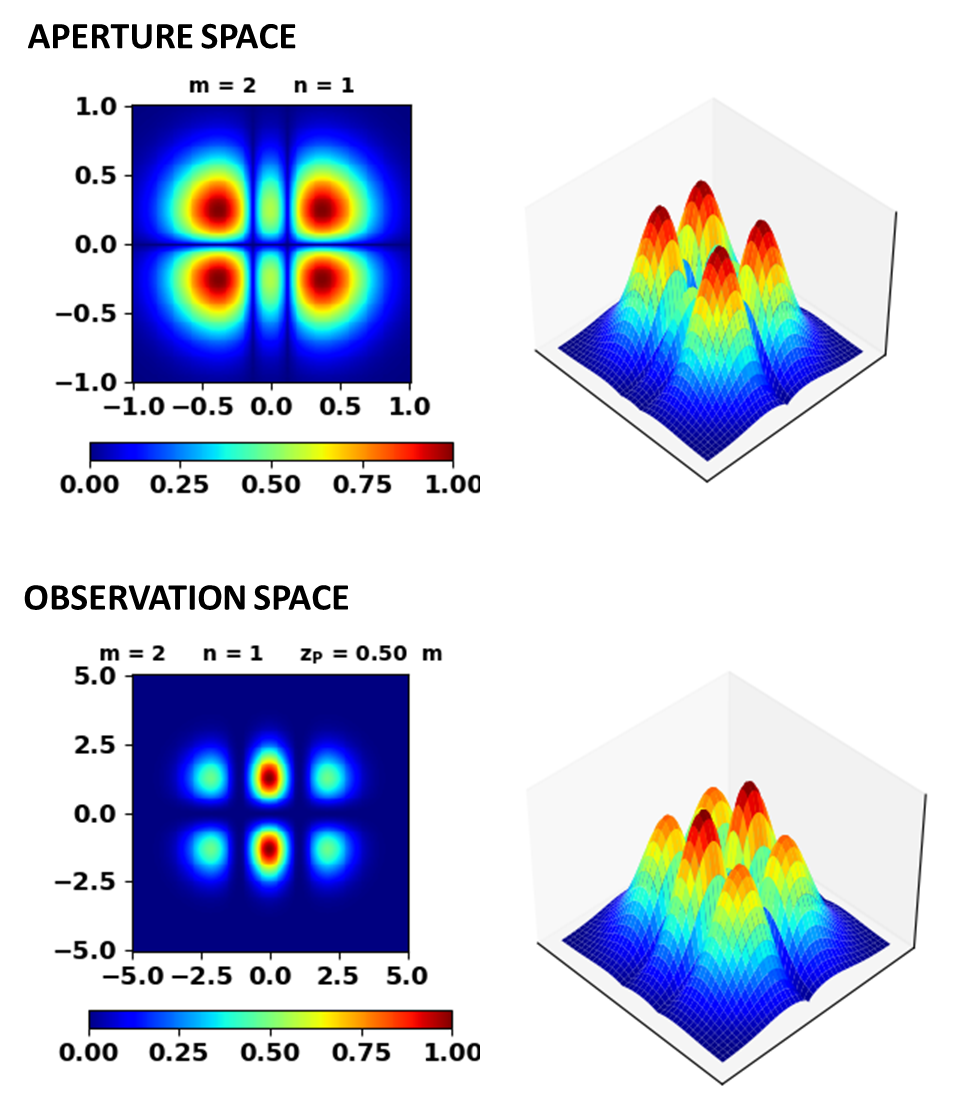 APERTURE SPACE
m = 2 n = 1
1.0
0.5
0.0
−0.5
−1.0
−1.0 −0.5 0.0 0.5 1.0
0.00 0.25 0.50 0.75 1.00
OBSERVATION SPACE
m = 2 n = 1 zP = 0.50 m
5.0
2.5
0.0
−2.5
−5.0
−5.0 −2.5 0.0 2.5 5.0
0.00 0.25 0.50 0.75 1.00